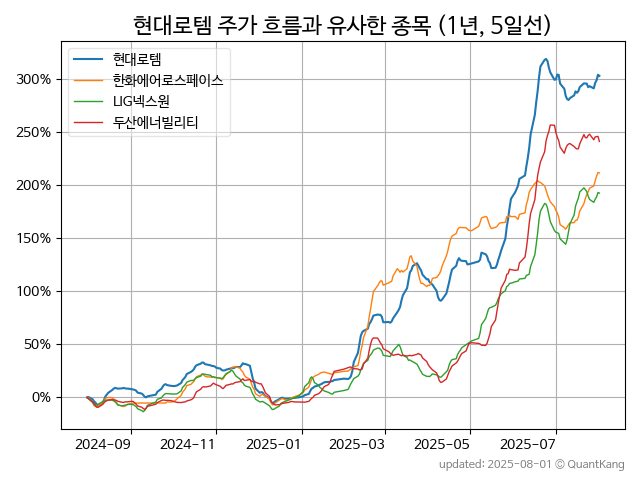 현대로템 주가 흐름과 유사한 종목 (1년, 5일선)
현대로템
한화에어로스페이스
LIG넥스원
두산에너빌리티
300%
250%
200%
150%
100%
50%
0%
2024-09 2024-11 2025-01 2025-03 2025-05 2025-07
updated: 2025-08-01 © QuantKang